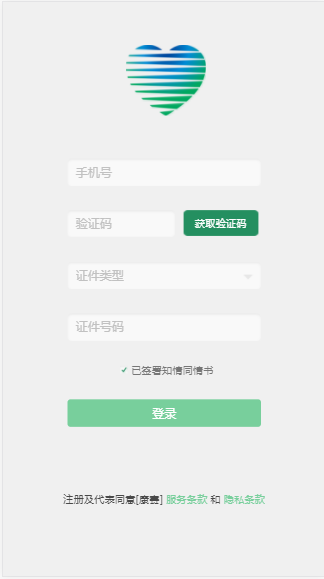 手机号
验证码 获取验证码
证件类型
证件号码
✓ 已签署知情同情书
登录
注册及代表同意[康赛] 服务条款 和 隐私条款